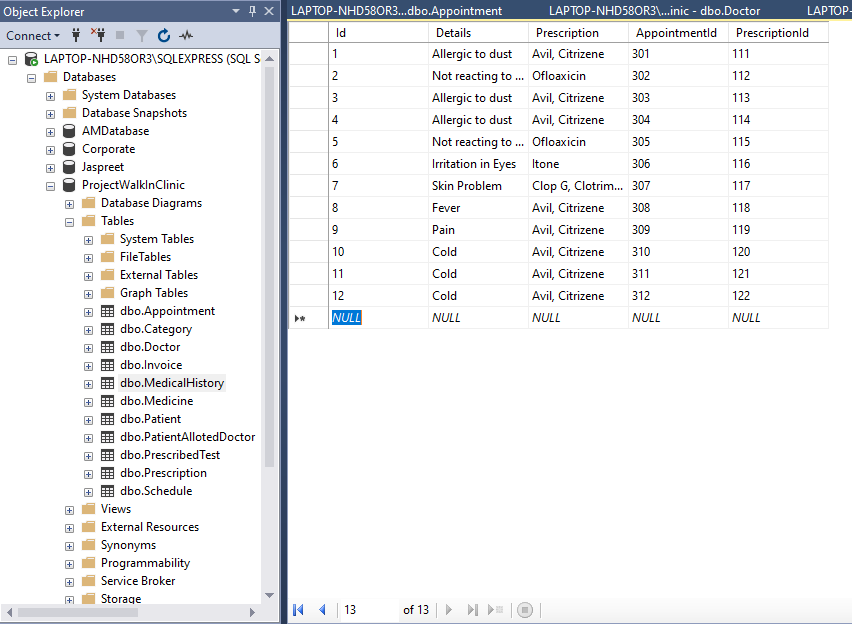 Object Explorer
Connect
LAPTOP-NHD58OR3\SQLEXPRESS (SQL S
Databases
System Databases
Database Snapshots
AMDatabase
Corporate
Jaspreet
ProjectWalkInClinic
Database Diagrams
Tables
System Tables
FileTables
External Tables
Graph Tables
dbo.Appointment
dbo.Category
dbo.Doctor
dbo.Invoice
dbo.MedicalHistory
dbo.Medicine
dbo.Patient
dbo.PatientAllotedDoctor
dbo.PrescribedTest
dbo.Prescription
dbo.Schedule
Views
External Resources
Synonyms
Programmability
Service Broker
Storage
LAPTOP-NHD58OR3...dbo.Appointment LAPTOP-NHD58OR3\...inic - dbo.Doctor LAPTOP-
Id Details Prescription AppointmentId PrescriptionId
1 Allergic to dust Avil, Citrizene 301 111
2 Not reacting to ... Ofloaxicin 302 112
3 Allergic to dust Avil, Citrizene 303 113
4 Allergic to dust Avil, Citrizene 304 114
5 Not reacting to ... Ofloaxicin 305 115
6 Irritation in Eyes Itone 306 116
7 Skin Problem Clop G, Clotrim... 307 117
8 Fever Avil, Citrizene 308 118
9 Pain Avil, Citrizene 309 119
10 Cold Avil, Citrizene 310 120
11 Cold Avil, Citrizene 311 121
12 Cold Avil, Citrizene 312 122
NULL NULL NULL NULL NULL
13 of 13